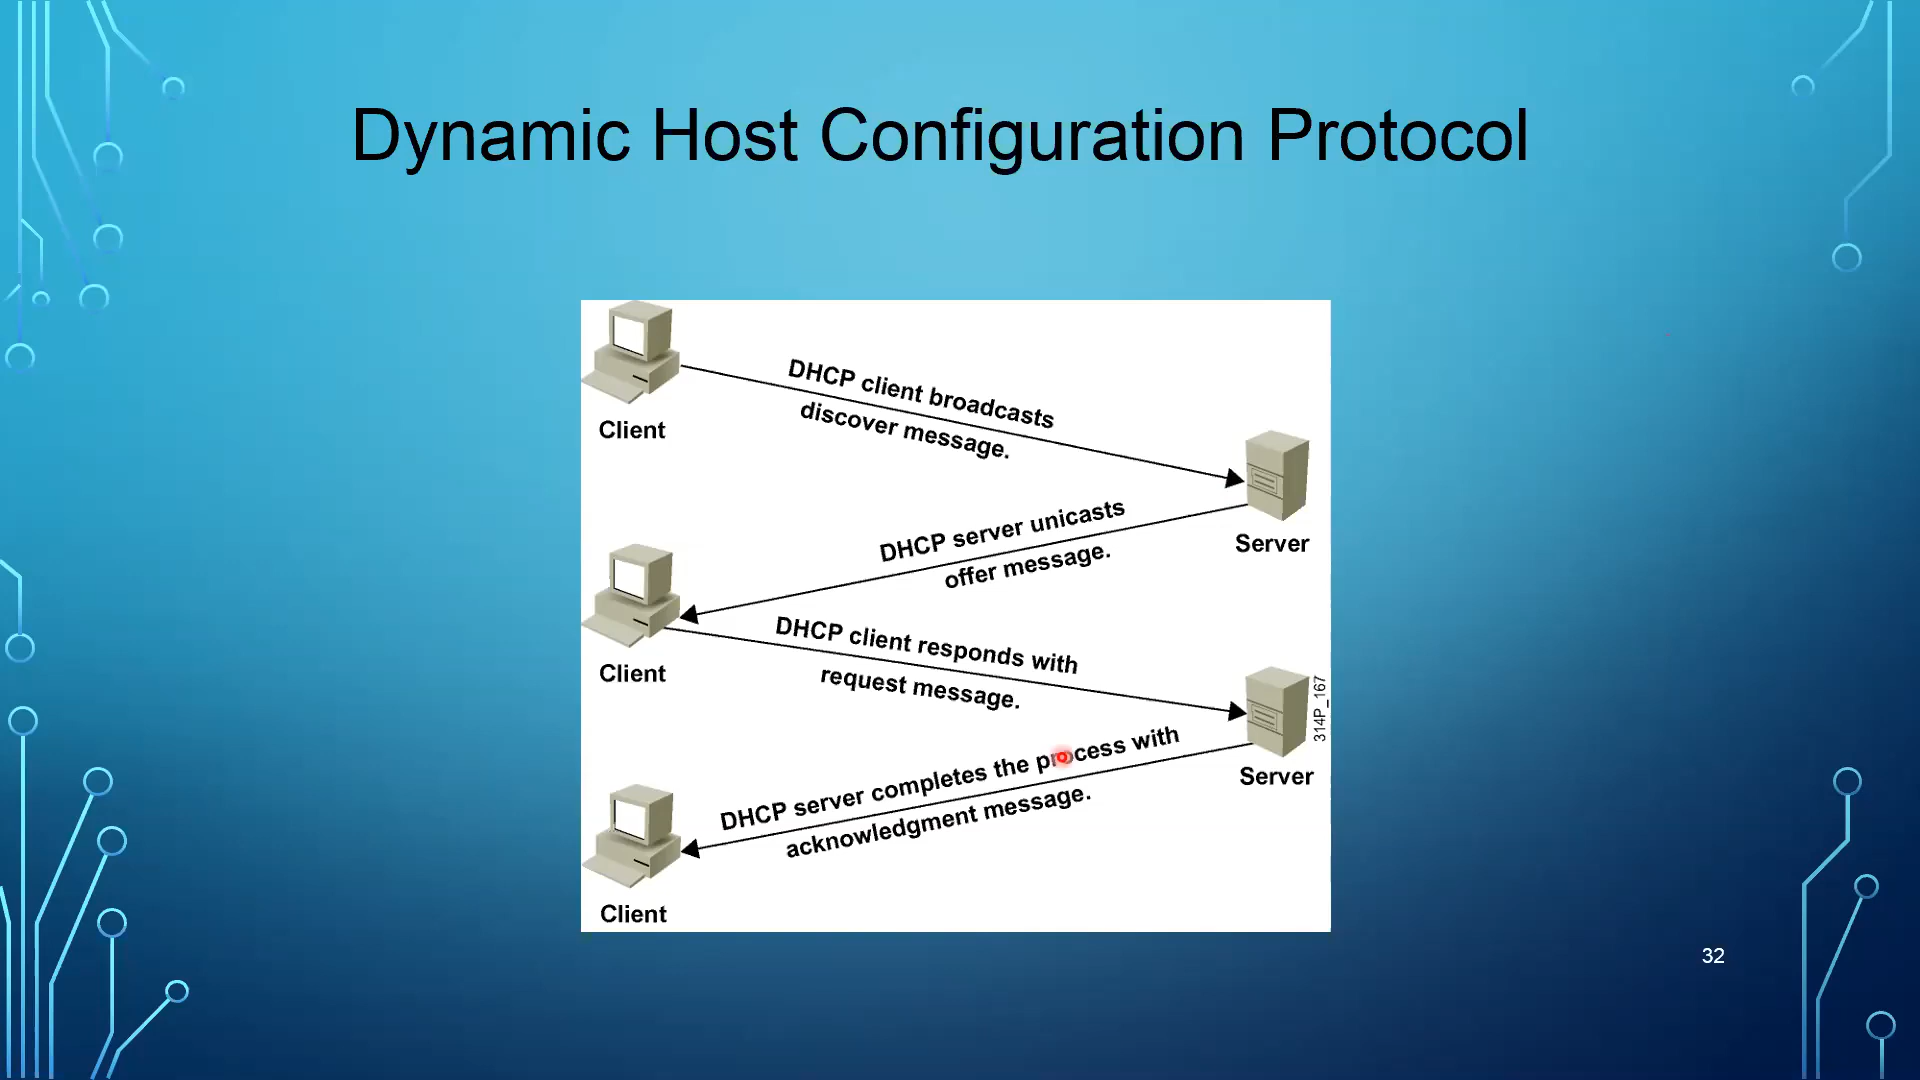 Dynamic Host Configuration Protocol
DHCP client broadcasts
discover message.
Client
Server
DHCP server unicasts
offer message.
DHCP client responds with
request message.
Client
314P_167
DHCP server completes the process with
acknowledgment message.
Server
Client
32